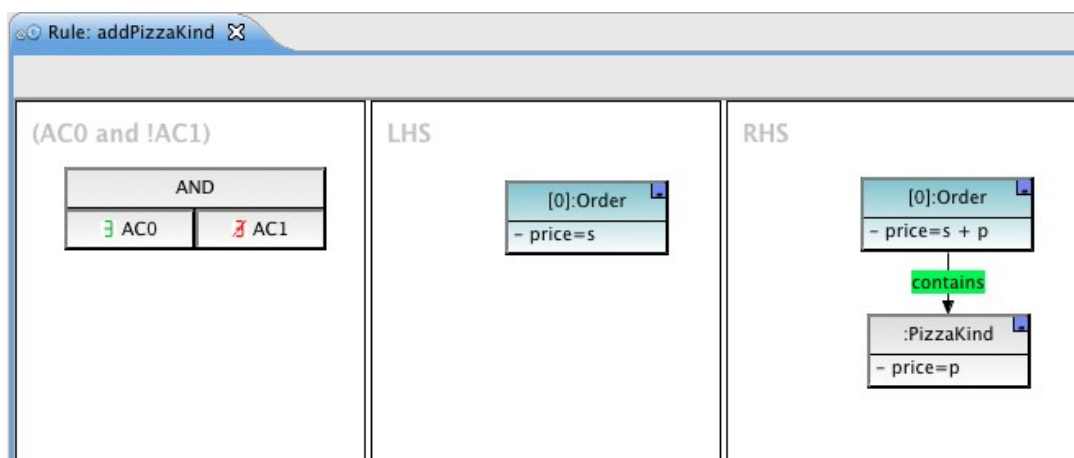 Rule: addPizzaKind
(AC0 and !AC1)
AND
∃ AC0
∄ AC1
LHS
[0]:Order
- price=s
RHS
[0]:Order
- price=s + p
contains
:PizzaKind
- price=p